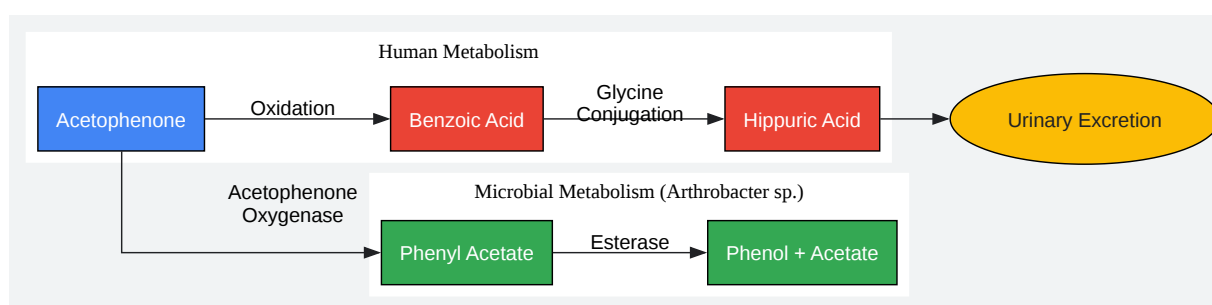 Human Metabolism
Acetophenone
Oxidation
Benzoic Acid
Glycine
Conjugation
Hippuric Acid
Urinary Excretion
Acetophenone
Oxygenase
Microbial Metabolism (Arthrobacter sp.)
Phenyl Acetate
Esterase
Phenol + Acetate